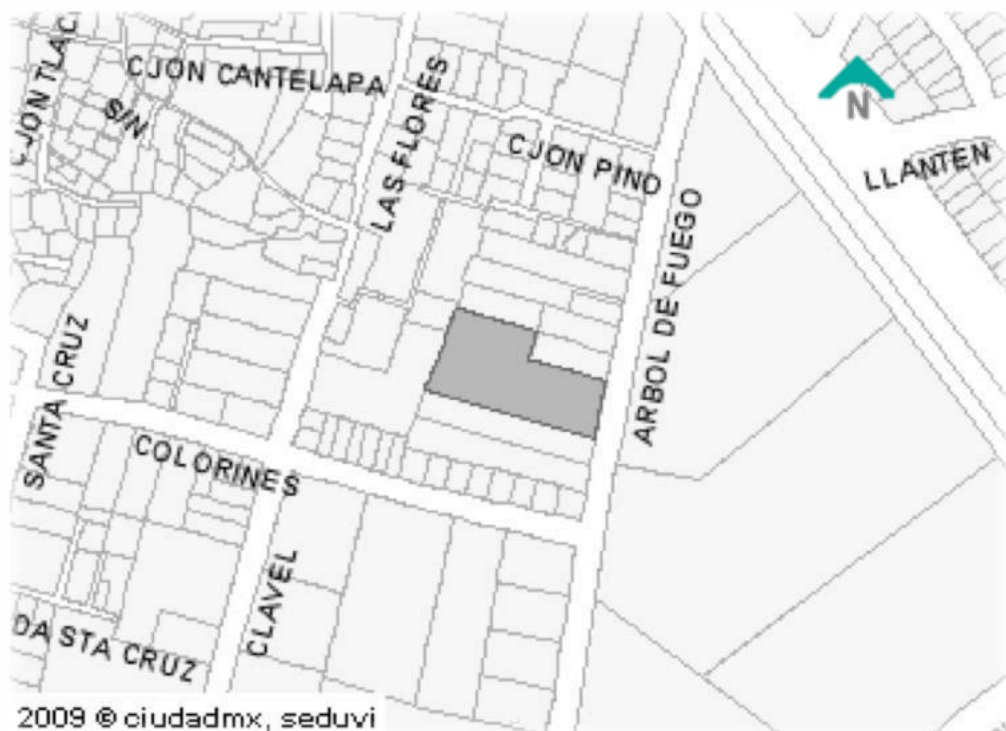 CJON TLAC
CJON CANTELAPA
S/N
LAS FLORES
CJON PINO
N
LLANTEN
ARBOL DE FUEGO
SANTA CRUZ
COLORINES
CLAVEL
DA STA CRUZ
2009 © ciudadmx, seduvi